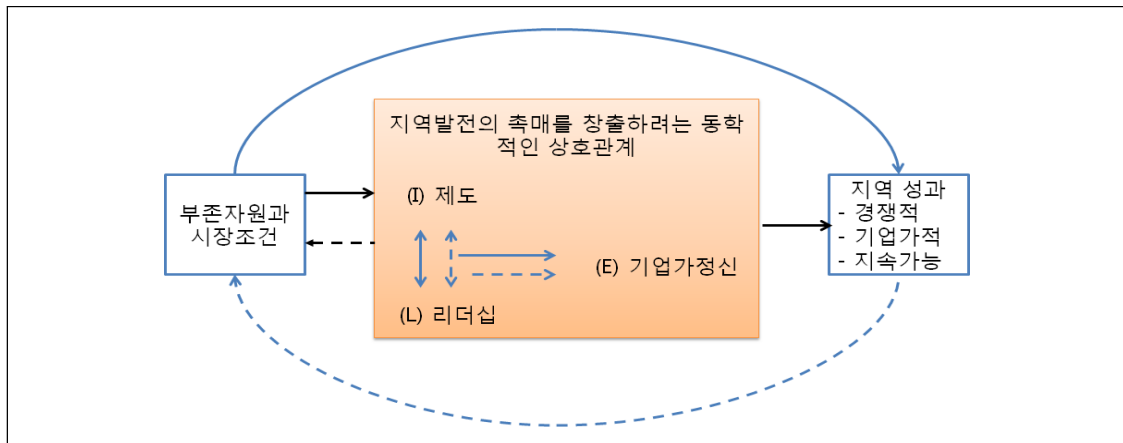 지역발전의 촉매를 창출하려는 동학
적인 상호관계
부존자원과
시장조건
(I) 제도
(E) 기업가정신
(L) 리더십
지역 성과
- 경쟁적
- 기업가적
- 지속가능